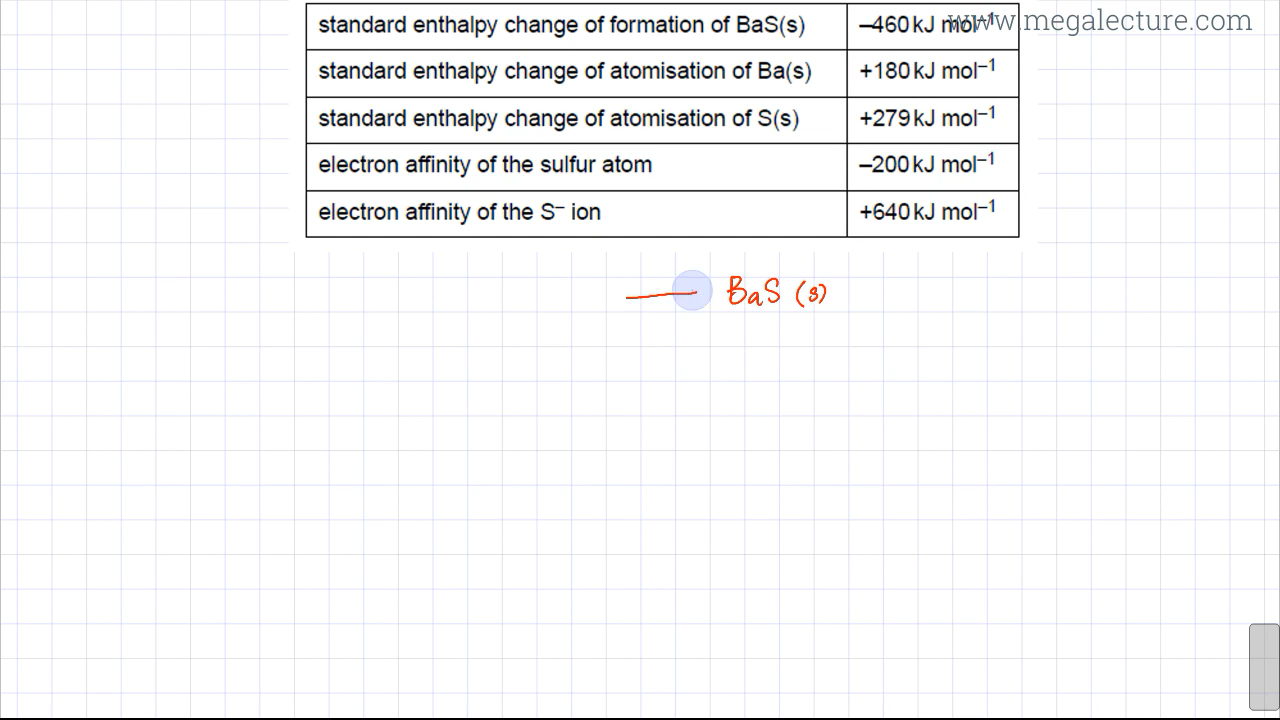 www.megalecture.com
standard enthalpy change of formation of BaS(s) –460 kJ mol⁻¹
standard enthalpy change of atomisation of Ba(s) +180 kJ mol⁻¹
standard enthalpy change of atomisation of S(s) +279 kJ mol⁻¹
electron affinity of the sulfur atom –200 kJ mol⁻¹
electron affinity of the S⁻ ion +640 kJ mol⁻¹
BaS (s)